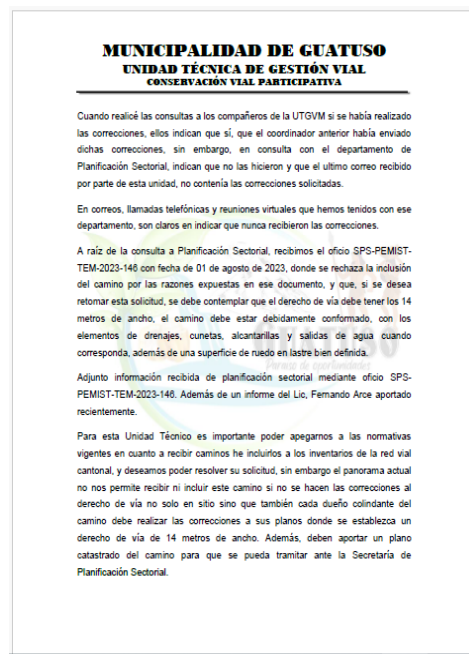 MUNICIPALIDAD DE GUATUSO
UNIDAD TÉCNICA DE GESTIÓN VIAL
CONSERVACIÓN VIAL PARTICIPATIVA
Cuando realicé las consultas a los compañeros de la UTGVM si se había realizado
las correcciones, ellos indican que sí, que el coordinador anterior había enviado
dichas correcciones, sin embargo, en consulta con el departamento de
Planificación Sectorial, indican que no las hicieron y que el ultimo correo recibido
por parte de esta unidad, no contenía las correcciones solicitadas.
En correos, llamadas telefónicas y reuniones virtuales que hemos tenidos con ese
departamento, son claros en indicar que nunca recibieron las correcciones.
A raíz de la consulta a Planificación Sectorial, recibimos el oficio SPS-PEMIST-
TEM-2023-146 con fecha de 01 de agosto de 2023, donde se rechaza la inclusión
del camino por las razones expuestas en ese documento, y que, si se desea
retomar esta solicitud, se debe contemplar que el derecho de vía debe tener los 14
metros de ancho, el camino debe estar debidamente conformado, con los
elementos de drenajes, cunetas, alcantarillas y salidas de agua cuando
corresponda, además de una superficie de ruedo en lastre bien definida.
GUATUSO
Paraíso de oportunidades
Adjunto información recibida de planificación sectorial mediante oficio SPS-
PEMIST-TEM-2023-146. Además de un informe del Lic, Fernando Arce aportado
recientemente.
Para esta Unidad Técnico es importante poder apegarnos a las normativas
vigentes en cuanto a recibir caminos he incluirlos a los inventarios de la red vial
cantonal, y deseamos poder resolver su solicitud, sin embargo el panorama actual
no nos permite recibir ni incluir este camino si no se hacen las correcciones al
derecho de vía no solo en sitio sino que también cada dueño colindante del
camino debe realizar las correcciones a sus planos donde se establezca un
derecho de vía de 14 metros de ancho. Además, deben aportar un plano
catastrado del camino para que se pueda tramitar ante la Secretaría de
Planificación Sectorial.